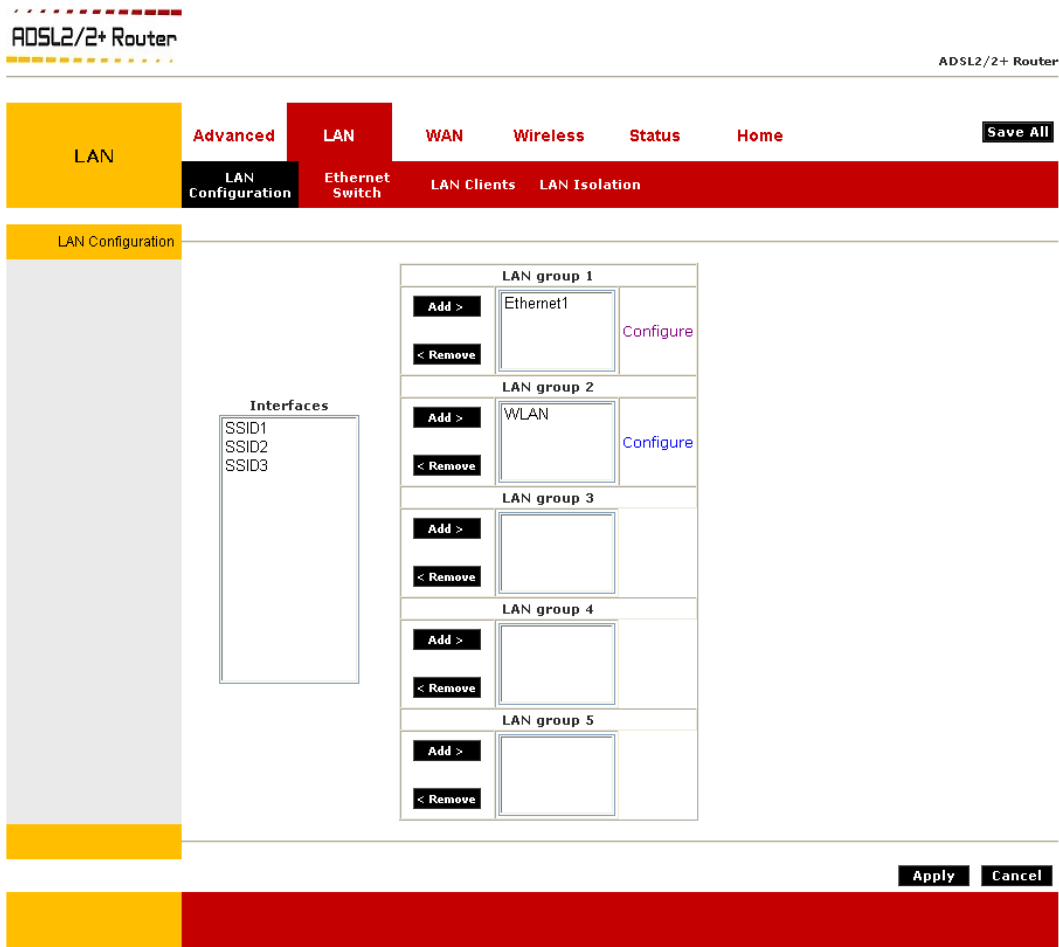 ADSL2/2+ Router
ADSL2/2+ Router
LAN
Advanced LAN WAN Wireless Status Home Save All
LAN Configuration Ethernet Switch LAN Clients LAN Isolation
LAN Configuration
LAN group 1
Add >
Ethernet1
Configure
< Remove
LAN group 2
Interfaces
SSID1
SSID2
SSID3
Add >
WLAN
Configure
< Remove
LAN group 3
Add >
< Remove
LAN group 4
Add >
< Remove
LAN group 5
Add >
< Remove
Apply Cancel